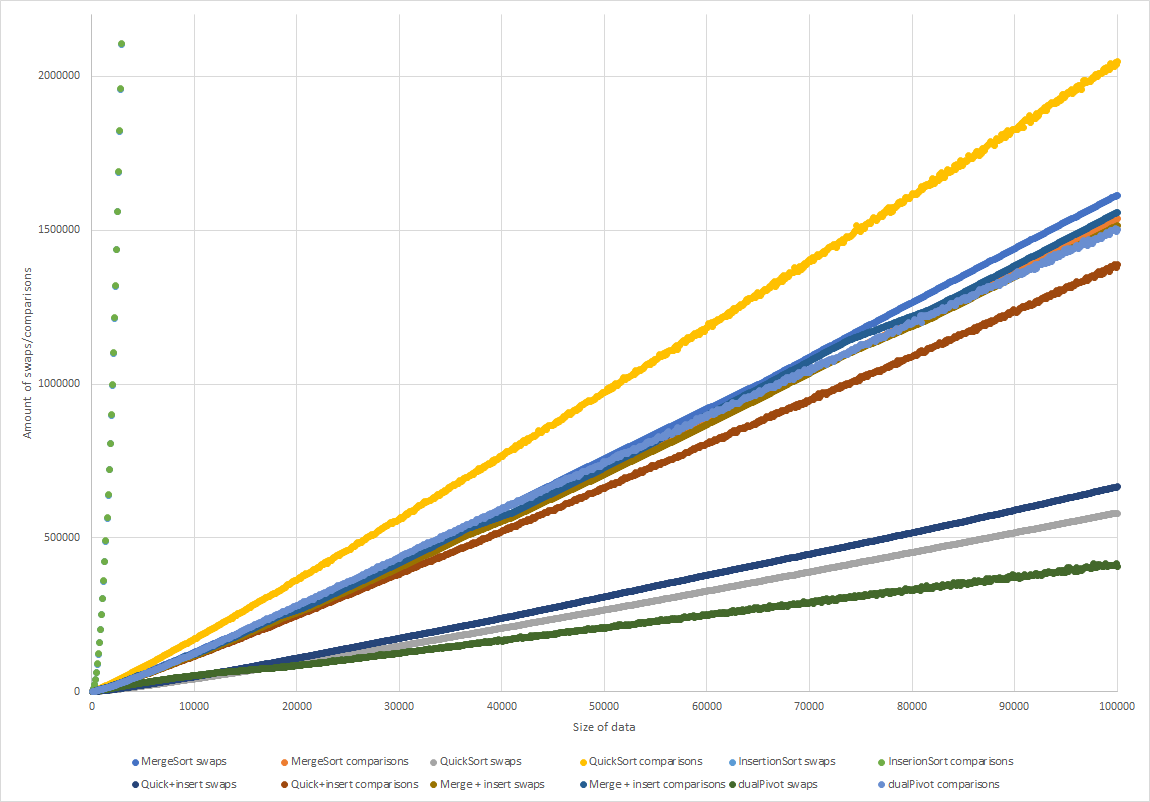 2000000
1500000
1000000
500000
0
Amount of swaps/comparisons
0 10000 20000 30000 40000 50000 60000 70000 80000 90000 100000
Size of data
MergeSort swaps MergeSort comparisons QuickSort swaps QuickSort comparisons InsertionSort swaps InserionSort comparisons
Quick+insert swaps Quick+insert comparisons Merge + insert swaps Merge + insert comparisons dualPivot swaps dualPivot comparisons